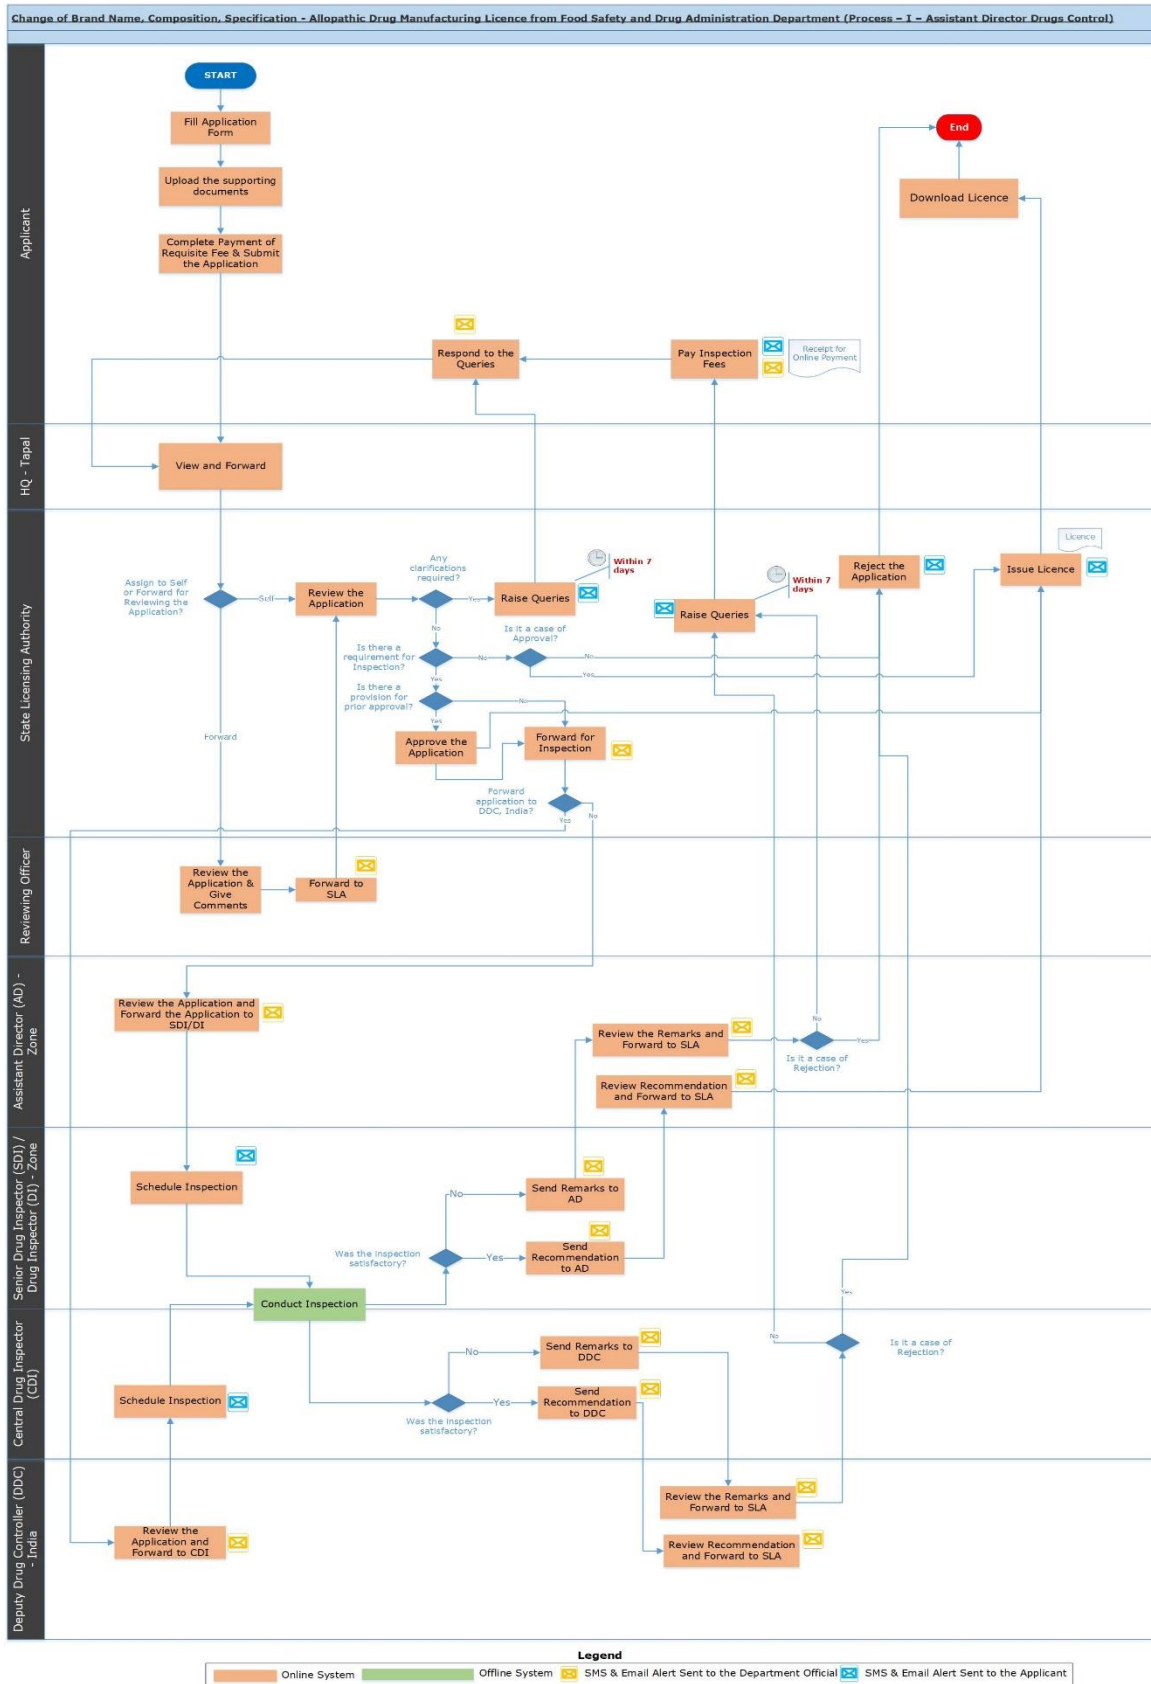 Change of Brand Name, Composition, Specification - Allopathic Drug Manufacturing Licence from Food Safety and Drug Administration Department (Process – I – Assistant Director Drugs Control)
Applicant
START
Fill Application
Form
Upload the supporting
documents
Complete Payment of
Requisite Fee & Submit
the Application
End
Download Licence
Respond to the
Queries
Pay Inspection
Fees
Receipt for
Online Payment
HQ - Tapal
View and Forward
State Licensing Authority
Assign to Self
or Forward for
Reviewing the
Application?
Self
Forward
Review the
Application
Any
clarifications
required?
Yes
No
Raise Queries
Within 7
days
Raise Queries
Within 7
days
Reject the
Application
Licence
Issue Licence
Is there a
requirement for
Inspection?
No
Yes
Is it a case of
Approval?
No
Yes
Is there a
provision for
prior approval?
No
Yes
Approve the
Application
Forward for
Inspection
Forward
application to
DDC, India?
Yes
No
Reviewing Officer
Review the
Application &
Give
Comments
Forward to
SLA
Assistant Director (AD) -
Zone
Review the Application and
Forward the Application to
SDI/DI
Review the Remarks and
Forward to SLA
No
Yes
Is it a case of
Rejection?
Review Recommendation
and Forward to SLA
Senior Drug Inspector (SDI) /
Drug Inspector (DI) - Zone
Schedule Inspection
No
Send Remarks to
AD
Was the Inspection
satisfactory?
Yes
Send
Recommendation
to AD
Conduct Inspection
Central Drug Inspector
(CDI)
Schedule Inspection
No
Send Remarks to
DDC
Yes
Send
Recommendation
to DDC
Was the Inspection
satisfactory?
No
Yes
Is it a case of
Rejection?
Deputy Drug Controller (DDC)
- India
Review the
Application and
Forward to CDI
Review the Remarks and
Forward to SLA
Review Recommendation
and Forward to SLA
Legend
Online System
Offline System
SMS & Email Alert Sent to the Department Official
SMS & Email Alert Sent to the Applicant